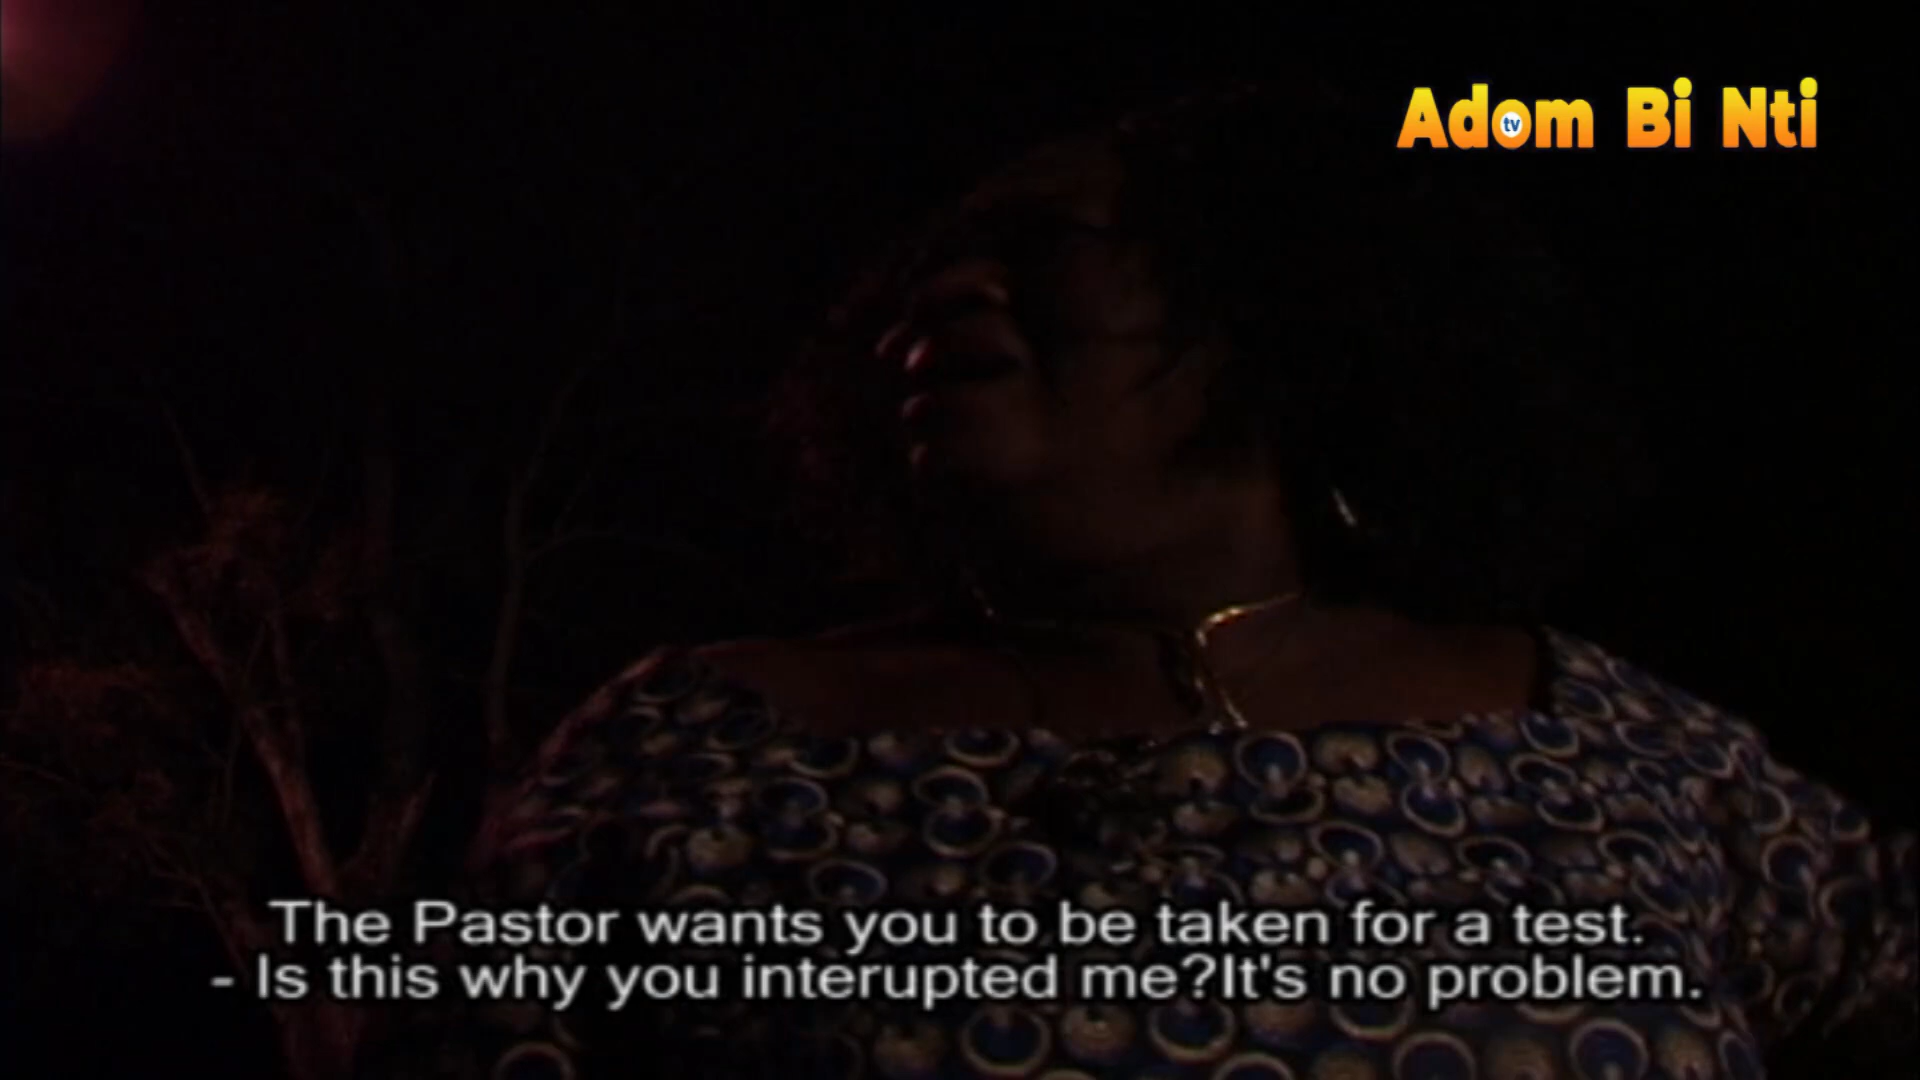 Adom Bi Nti
tv
The Pastor wants you to be taken for a test.
- Is this why you interupted me?It's no problem.